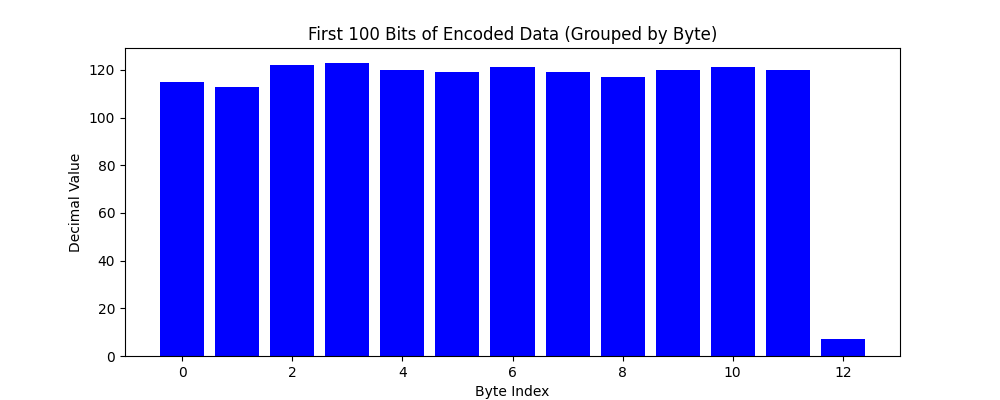 First 100 Bits of Encoded Data (Grouped by Byte)
120
100
80
60
40
20
0
Decimal Value
0 2 4 6 8 10 12
Byte Index